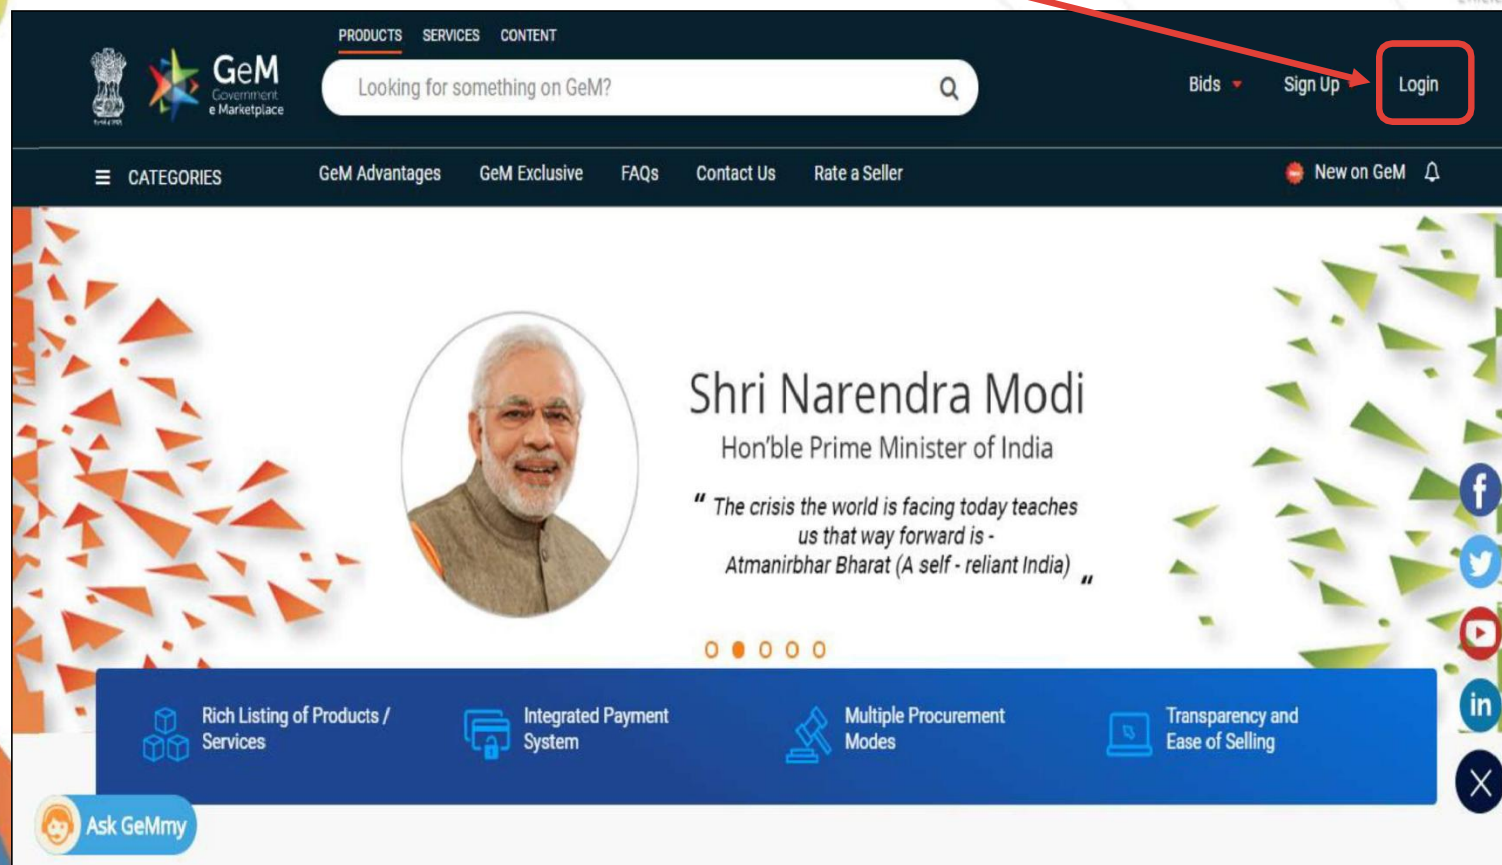 PRODUCTS SERVICES CONTENT
GeM
Government
e Marketplace
Looking for something on GeM?
Bids
Sign Up
Login
CATEGORIES
GeM Advantages
GeM Exclusive
FAQs
Contact Us
Rate a Seller
New on GeM
Shri Narendra Modi
Hon'ble Prime Minister of India
" The crisis the world is facing today teaches
us that way forward is -
Atmanirbhar Bharat (A self - reliant India) "
Rich Listing of Products /
Services
Integrated Payment
System
Multiple Procurement
Modes
Transparency and
Ease of Selling
f
in
Ask GeMmy